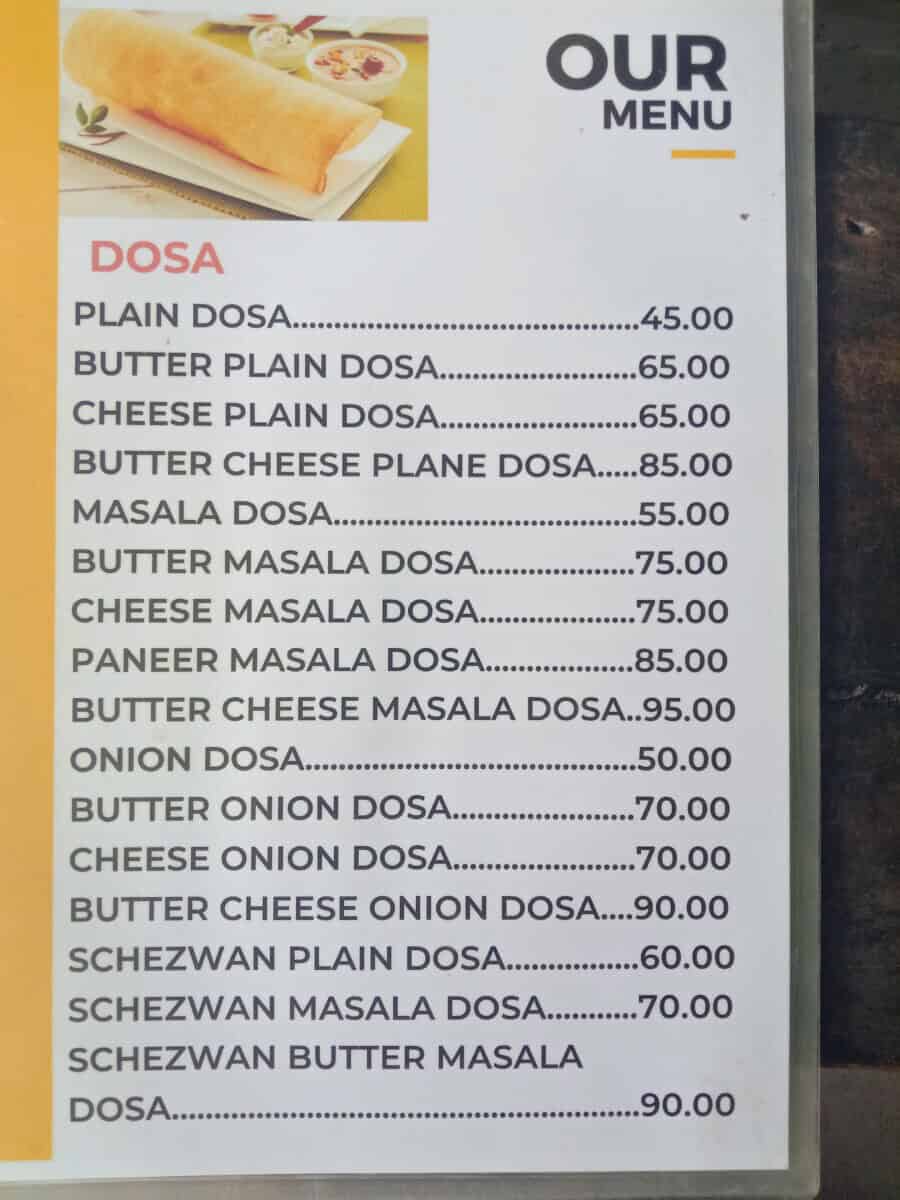 OUR
MENU
DOSA
PLAIN DOSA.........................................45.00
BUTTER PLAIN DOSA.......................65.00
CHEESE PLAIN DOSA.......................65.00
BUTTER CHEESE PLANE DOSA.....85.00
MASALA DOSA....................................55.00
BUTTER MASALA DOSA..................75.00
CHEESE MASALA DOSA..................75.00
PANEER MASALA DOSA.................85.00
BUTTER CHEESE MASALA DOSA..95.00
ONION DOSA.......................................50.00
BUTTER ONION DOSA.....................70.00
CHEESE ONION DOSA.....................70.00
BUTTER CHEESE ONION DOSA....90.00
SCHEZWAN PLAIN DOSA...............60.00
SCHEZWAN MASALA DOSA...........70.00
SCHEZWAN BUTTER MASALA
DOSA.......................................................90.00